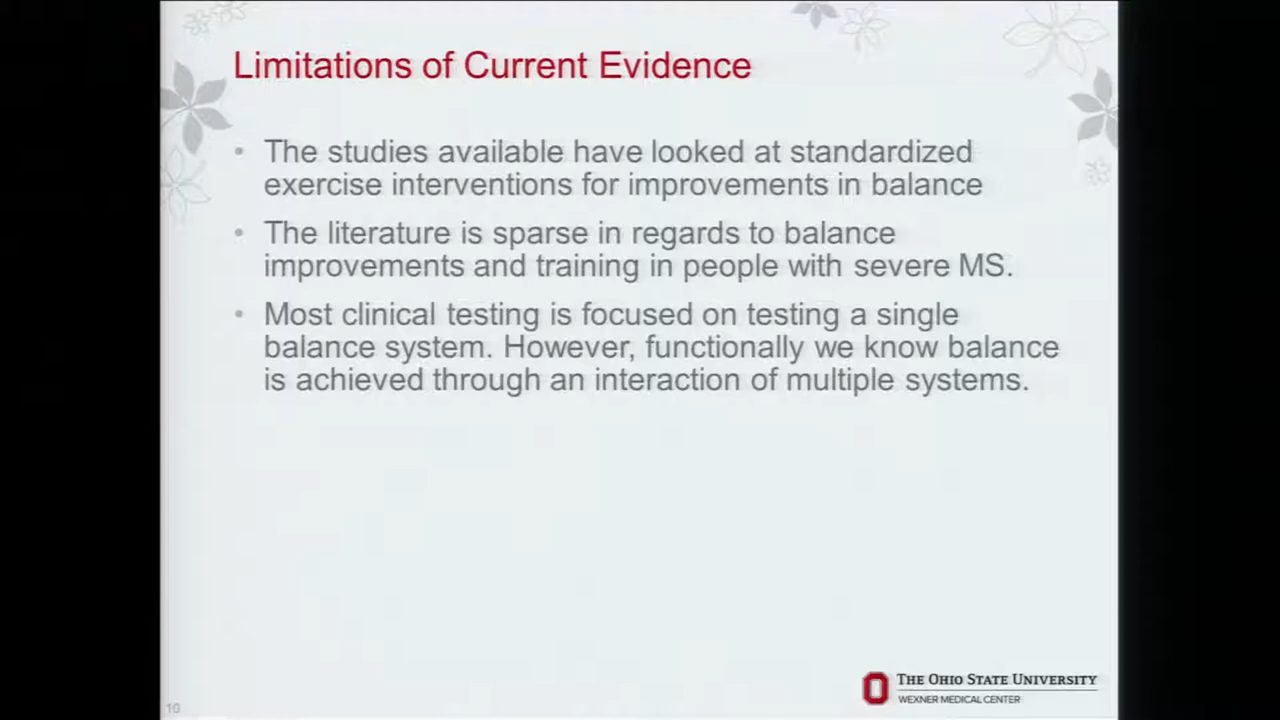 Limitations of Current Evidence
• The studies available have looked at standardized
exercise interventions for improvements in balance
• The literature is sparse in regards to balance
improvements and training in people with severe MS.
• Most clinical testing is focused on testing a single
balance system. However, functionally we know balance
is achieved through an interaction of multiple systems.
THE OHIO STATE UNIVERSITY
WEXNER MEDICAL CENTER
10